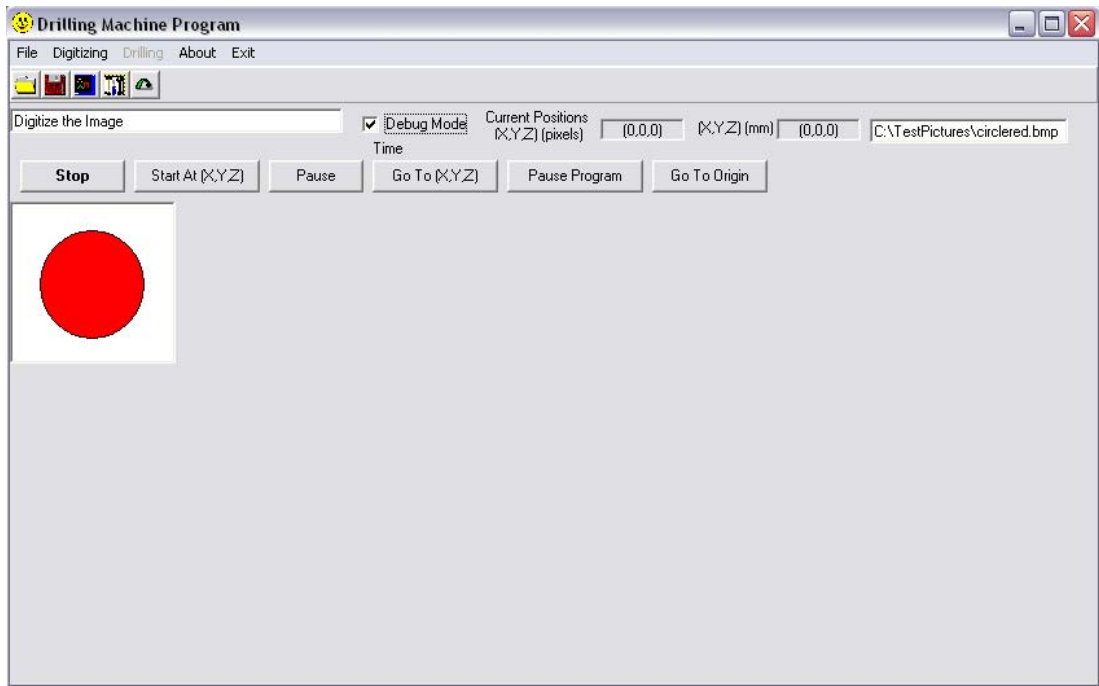 Drilling Machine Program
File Digitizing Drilling About Exit
Digitize the Image
Debug Mode
Current Positions
(X,Y,Z) (pixels)
(0,0,0)
(X,Y,Z) (mm)
(0,0,0)
C:\TestPictures\circlered.bmp
Time
Stop
Start At (X,Y,Z)
Pause
Go To (X,Y,Z)
Pause Program
Go To Origin